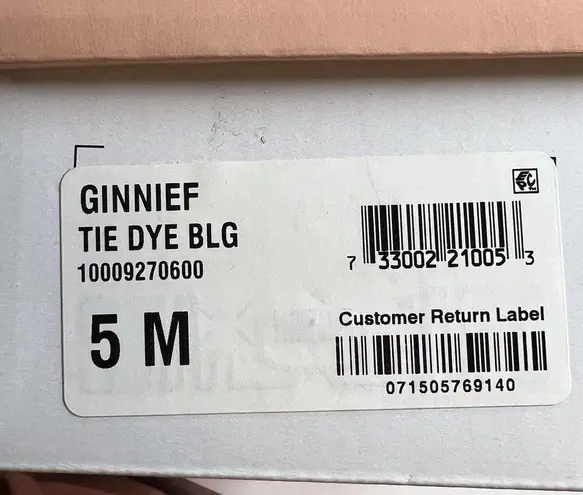 GINNIEF
TIE DYE BLG
10009270600
5 M
7 33002 21005 3
Customer Return Label
071505769140